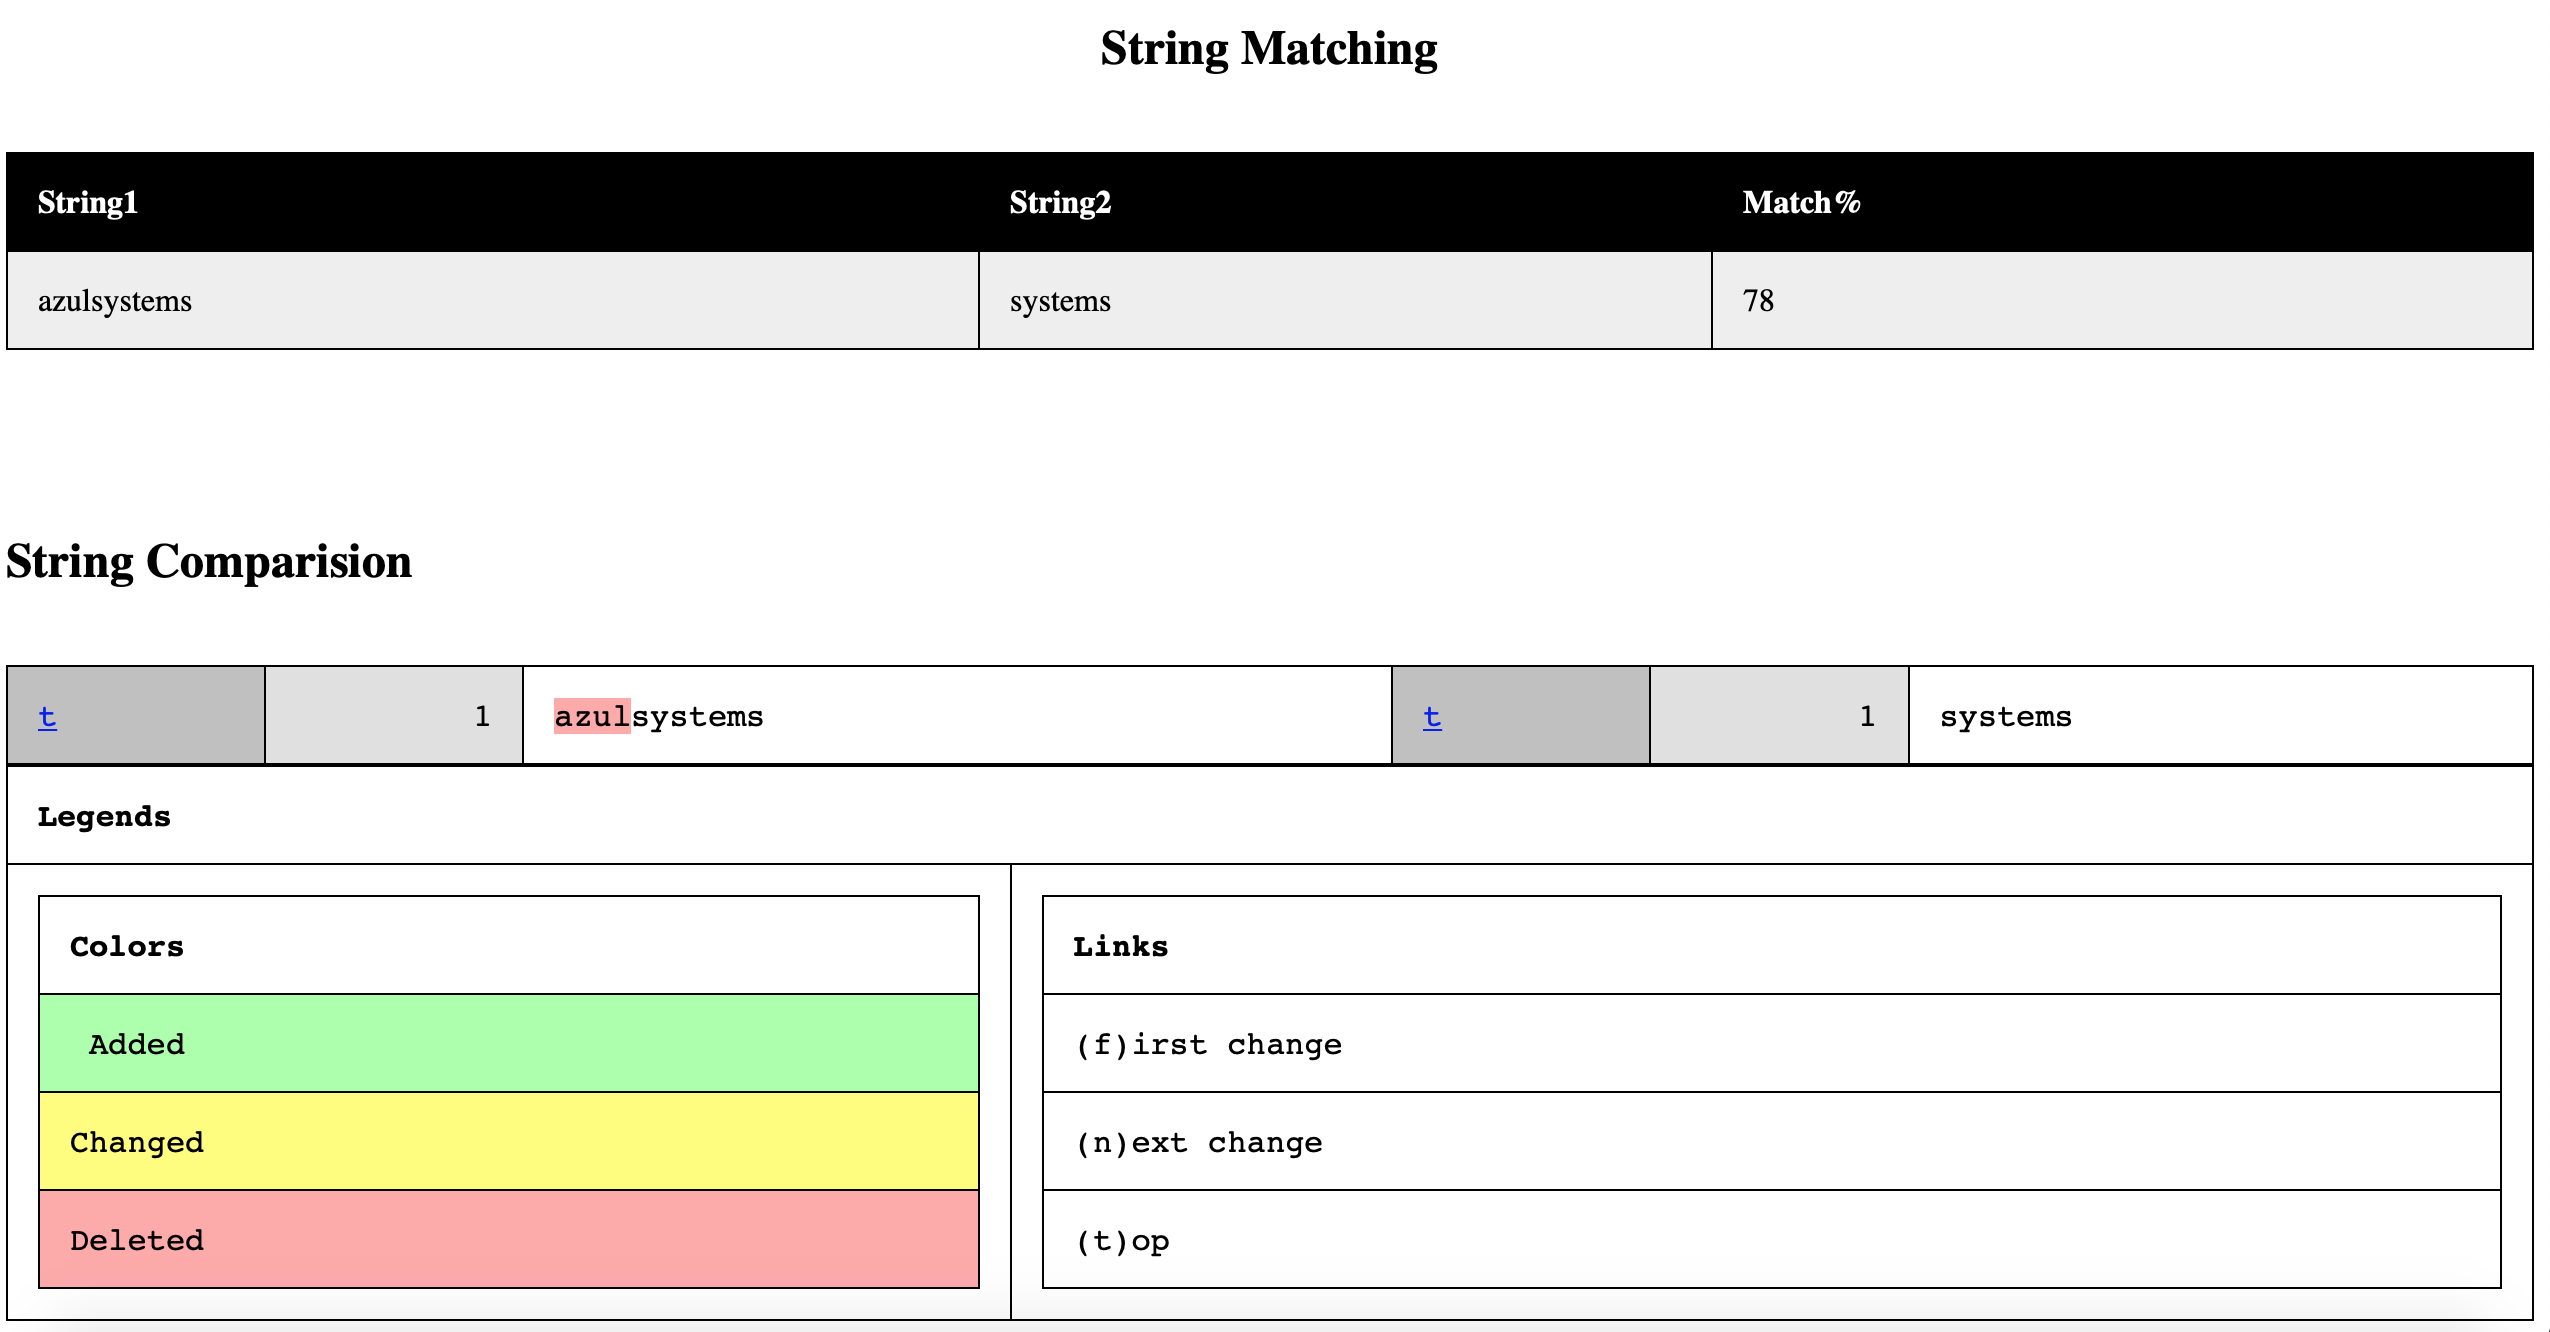 String Matching
String1 String2 Match%
azulsystems systems 78
String Comparision
t 1 azulsystems t 1 systems
Legends
Colors Links
Added (f)irst change
Changed (n)ext change
Deleted (t)op